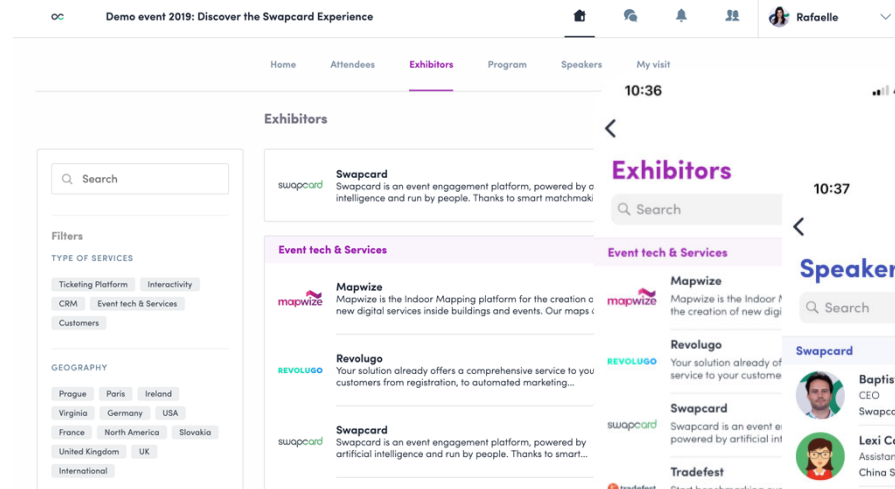 Demo event 2019: Discover the Swapcard Experience
Rafaelle
Home Attendees Exhibitors Program Speakers My visit
Exhibitors
Search
Filters
TYPE OF SERVICES
Ticketing Platform Interactivity
CRM Event tech & Services
Customers
GEOGRAPHY
Prague Paris Ireland
Virginia Germany USA
France North America Slovakia
United Kingdom UK
International
swapcard
Swapcard
Swapcard is an event engagement platform, powered by a
intelligence and run by people. Thanks to smart matchmaki
Event tech & Services
mapwize
Mapwize
Mapwize is the Indoor Mapping platform for the creation o
new digital services inside buildings and events. Our maps
REVOLUGO
Revolugo
Your solution already offers a comprehensive service to you
customers from registration, to automated marketing...
swapcard
Swapcard
Swapcard is an event engagement platform, powered by
artificial intelligence and run by people. Thanks to smart...
10:36
Exhibitors
Search
Event tech & Services
mapwize
Mapwize
Mapwize is the Indoor
the creation of new digi
REVOLUGO
Revolugo
Your solution already of
service to your custome
swapcard
Swapcard
Swapcard is an event e
powered by artificial int
tradefest
Tradefest
10:37
Speaker
Search
Swapcard
Baptis
CEO
Swapc
Lexi C
Assistan
China S